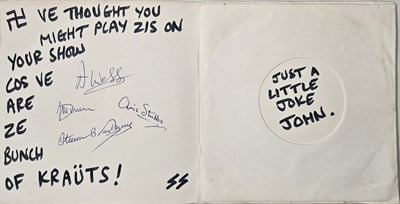 卍 VE THOUGHT YOU
MIGHT PLAY ZIS ON
YOUR SHOW
COS VE
ARE
ZE
BUNCH
OF KRAÜTS! SS
JUST A
LITTLE
JOKE
JOHN.